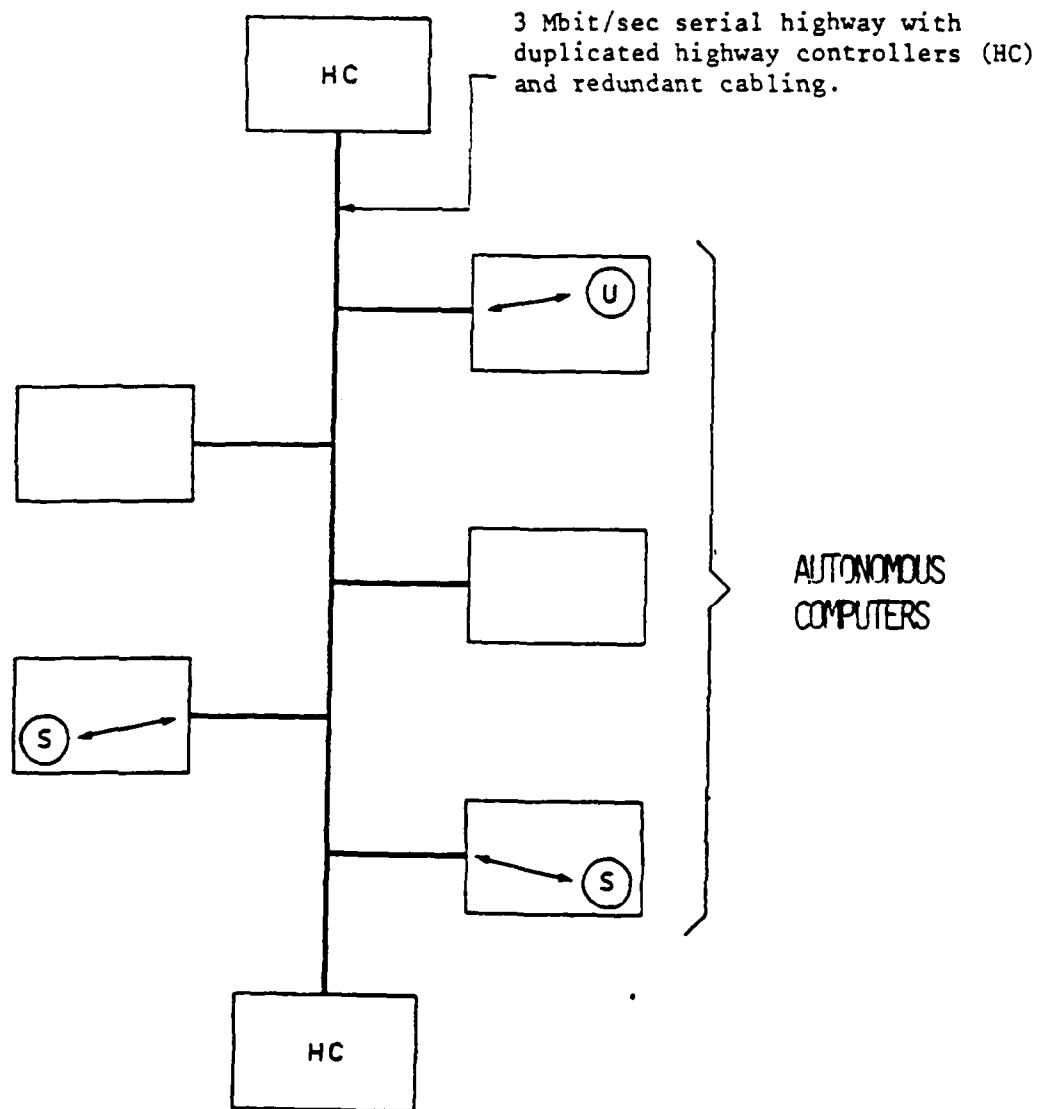 3 Mbit/sec serial highway with
duplicated highway controllers (HC)
and redundant cabling.
HC
U
AUTONOMOUS
COMPUTERS
S
S
HC